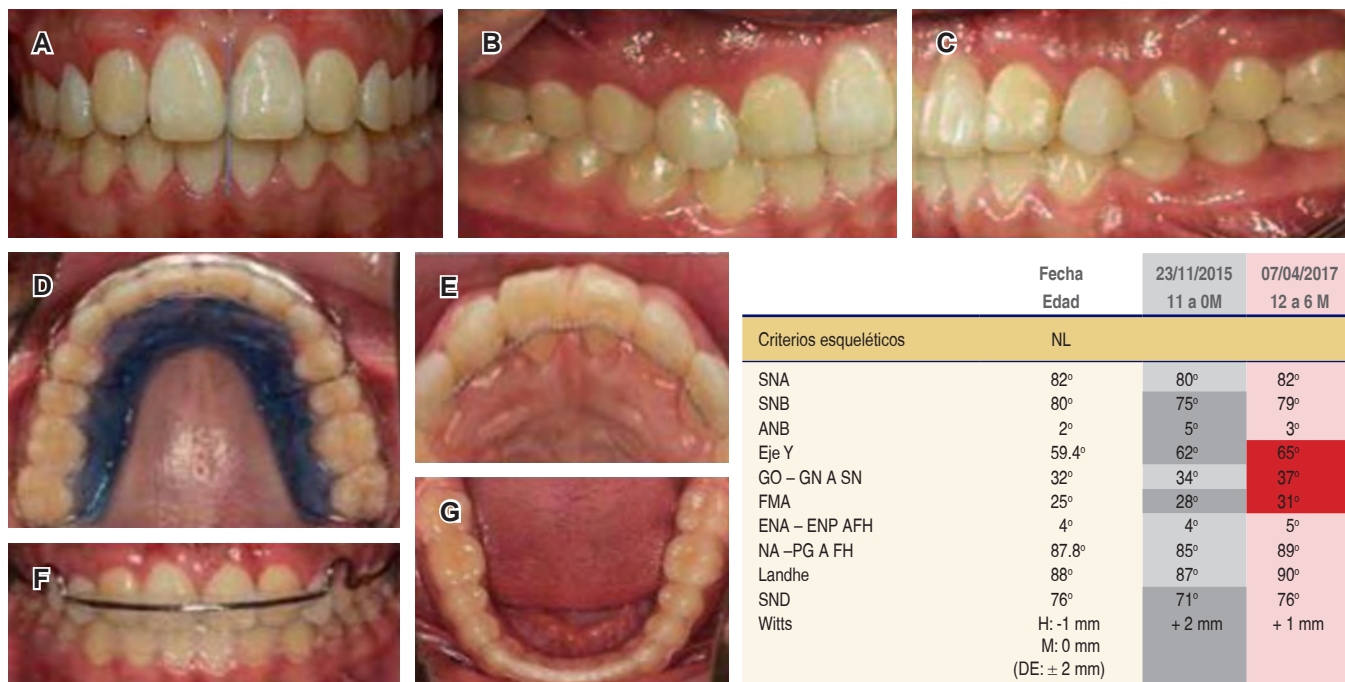 A
B
C
D
E
F
G
Fecha 23/11/2015 07/04/2017
Edad 11 a 0M 12 a 6 M
Criterios esqueléticos NL
SNA 82º 80º 82º
SNB 80º 75º 79º
ANB 2º 5º 3º
Eje Y 59.4º 62º 65º
GO – GN A SN 32º 34º 37º
FMA 25º 28º 31º
ENA – ENP AFH 4º 4º 5º
NA –PG A FH 87.8º 85º 89º
Landhe 88º 87º 90º
SND 76º 71º 76º
Witts H: -1 mm + 2 mm + 1 mm
M: 0 mm
(DE: ± 2 mm)